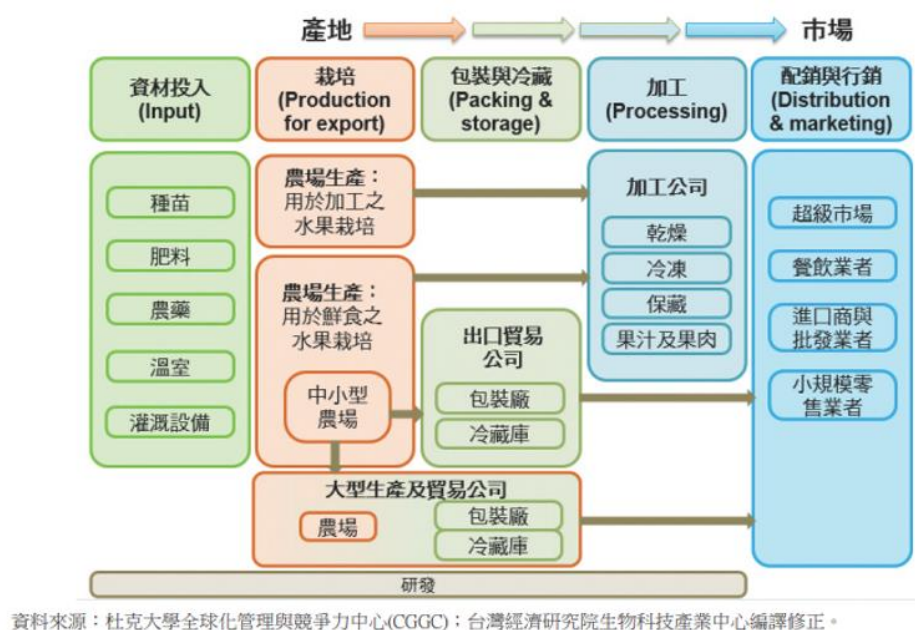 產地
市場
資材投入
(Input)
栽培
(Production
for export)
包裝與冷藏
(Packing &
storage)
加工
(Processing)
配銷與行銷
(Distribution
& marketing)
種苗
肥料
農藥
溫室
灌溉設備
農場生產：
用於加工之
水果栽培
農場生產：
用於鮮食之
水果栽培
中小型
農場
出口貿易
公司
包裝廠
冷藏庫
大型生產及貿易公司
農場
包裝廠
冷藏庫
加工公司
乾燥
冷凍
保藏
果汁及果肉
超級市場
餐飲業者
進口商與
批發業者
小規模零
售業者
研發
資料來源：杜克大學全球化管理與競爭力中心(CGGC)；台灣經濟研究院生物科技產業中心編譯修正。